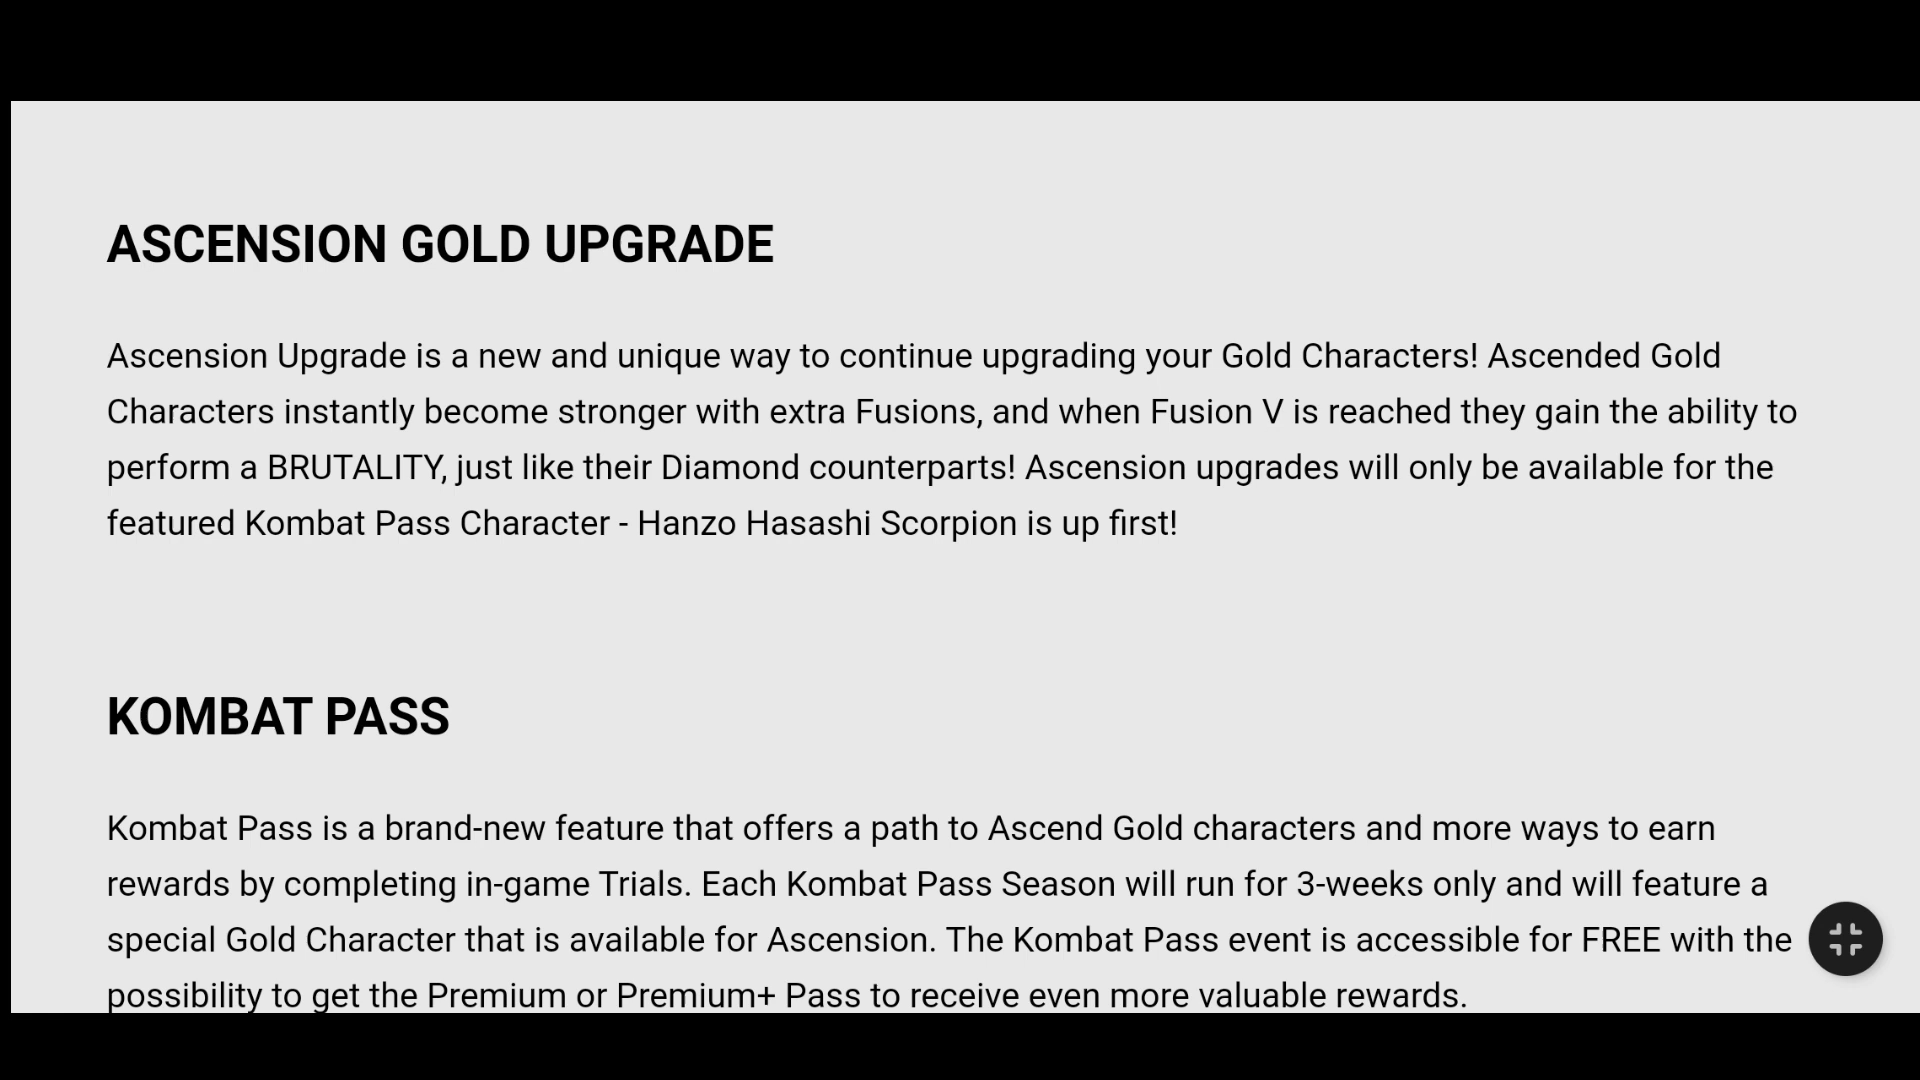 ASCENSION GOLD UPGRADE
Ascension Upgrade is a new and unique way to continue upgrading your Gold Characters! Ascended Gold
Characters instantly become stronger with extra Fusions, and when Fusion V is reached they gain the ability to
perform a BRUTALITY, just like their Diamond counterparts! Ascension upgrades will only be available for the
featured Kombat Pass Character - Hanzo Hasashi Scorpion is up first!
KOMBAT PASS
Kombat Pass is a brand-new feature that offers a path to Ascend Gold characters and more ways to earn
rewards by completing in-game Trials. Each Kombat Pass Season will run for 3-weeks only and will feature a
special Gold Character that is available for Ascension. The Kombat Pass event is accessible for FREE with the
possibility to get the Premium or Premium+ Pass to receive even more valuable rewards.